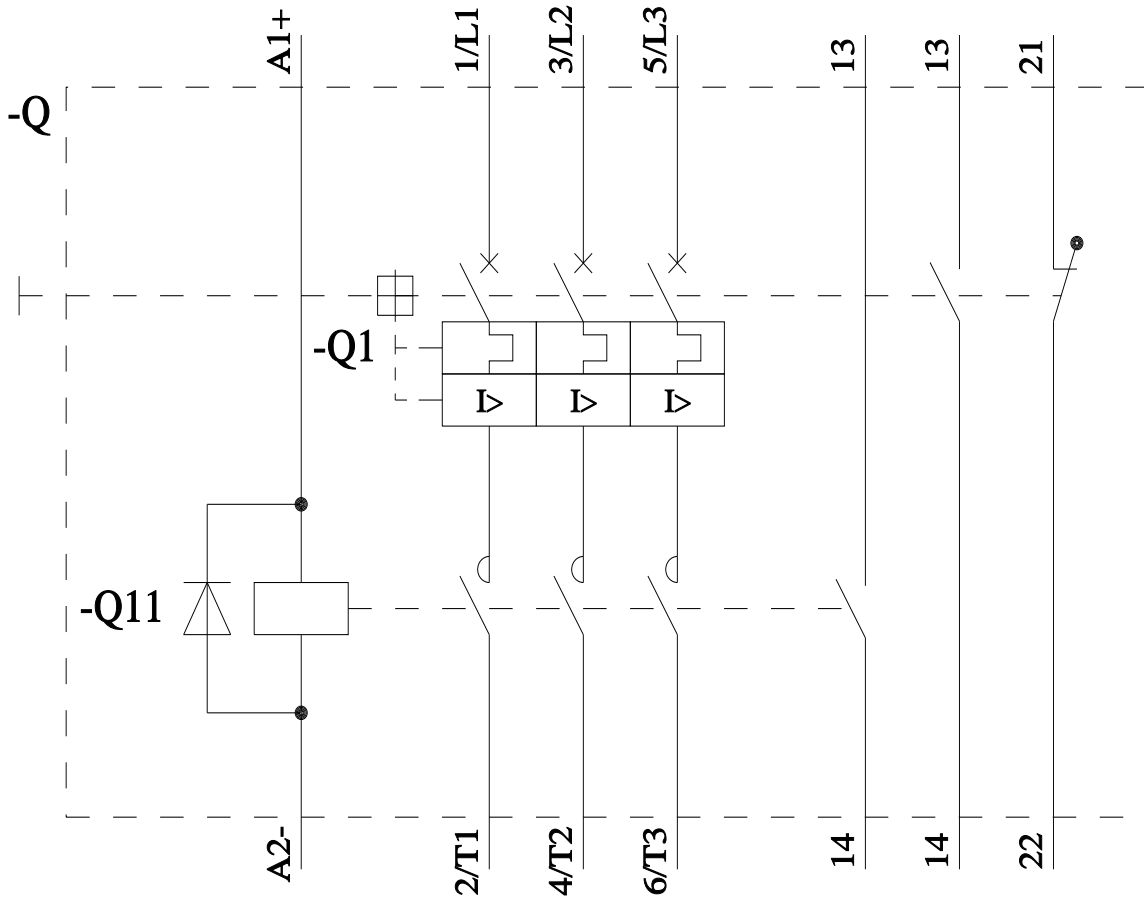 A1+
1/L1
3/L2
5/L3
13
13
21
-Q
-Q1
I>
I>
I>
-Q11
A2-
2/T1
4/T2
6/T3
14
14
22